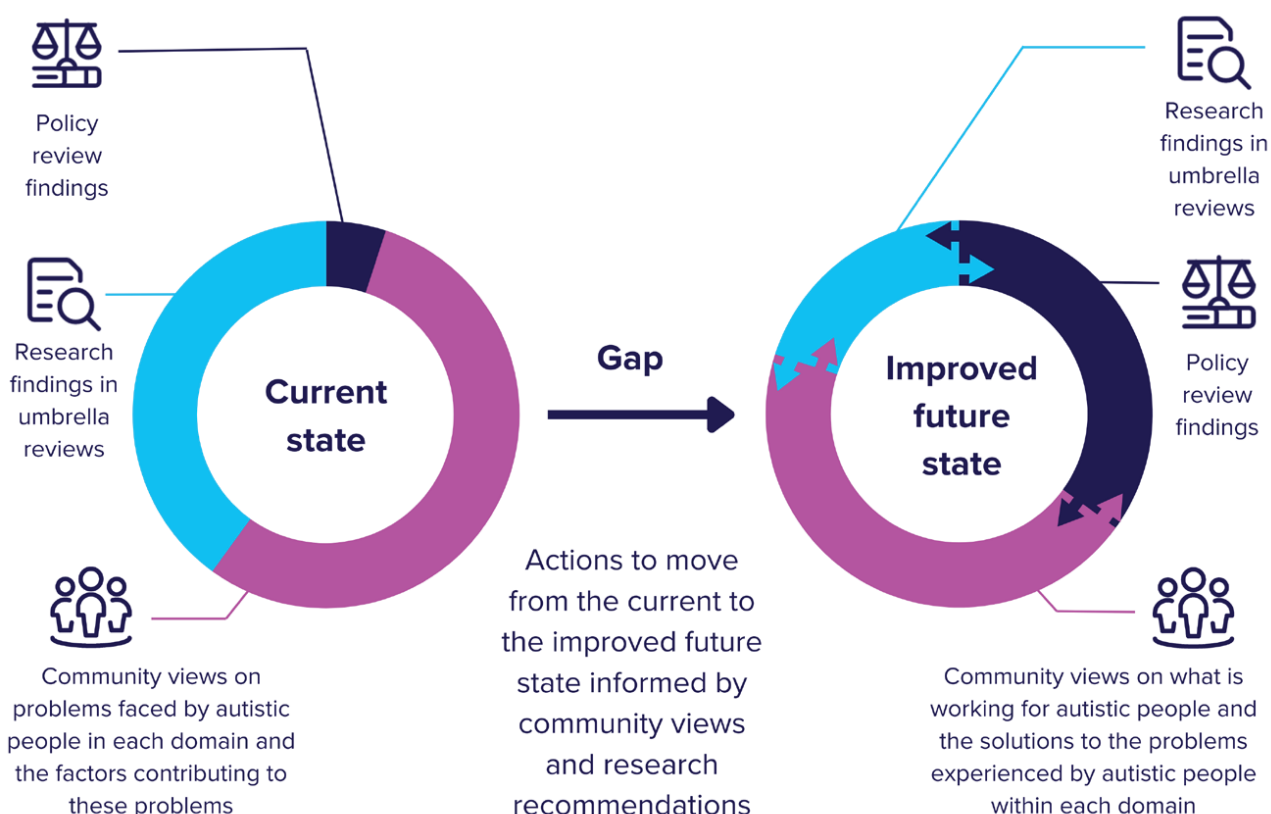 Policy
review
findings
Research
findings in
umbrella
reviews
Current
state
Community views on
problems faced by autistic
people in each domain and
the factors contributing to
these problems
Gap
Actions to move
from the current to
the improved future
state informed by
community views
and research
recommendations
Improved
future
state
Research
findings in
umbrella
reviews
Policy
review
findings
Community views on what is
working for autistic people and
the solutions to the problems
experienced by autistic people
within each domain